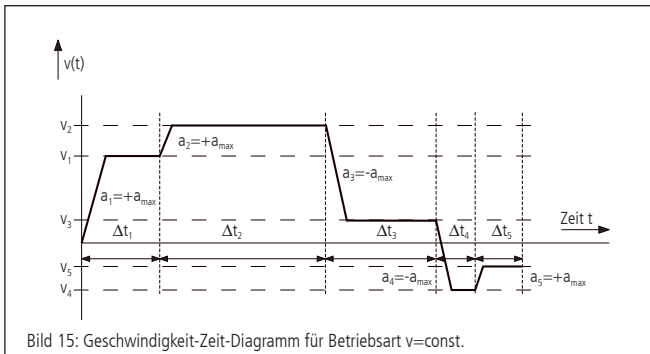 v(t)
v₂
a₂=+aₘₐₓ
v₁
a₃=-aₘₐₓ
a₁=+aₘₐₓ
v₃
Zeit t
Δt₁ Δt₂ Δt₃ Δt₄ Δt₅
v₅
v₄
a₄=-aₘₐₓ a₅=+aₘₐₓ
Bild 15: Geschwindigkeit-Zeit-Diagramm für Betriebsart v=const.